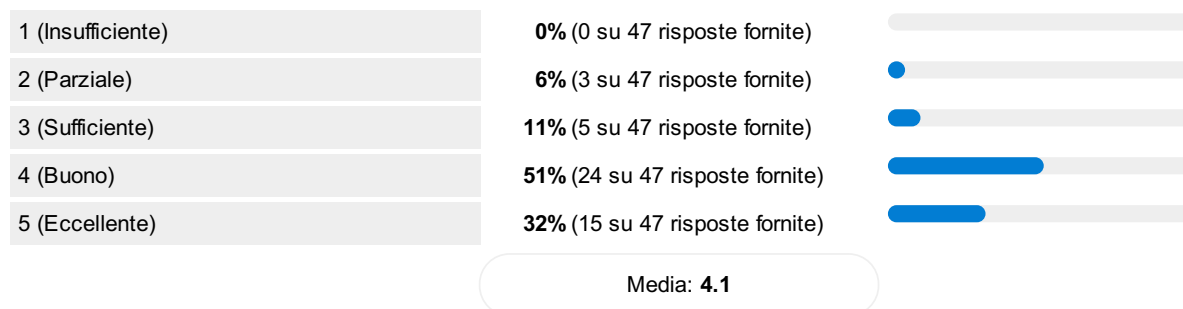 1 (Insufficiente) 0% (0 su 47 risposte fornite)
2 (Parziale) 6% (3 su 47 risposte fornite)
3 (Sufficiente) 11% (5 su 47 risposte fornite)
4 (Buono) 51% (24 su 47 risposte fornite)
5 (Eccellente) 32% (15 su 47 risposte fornite)
Media: 4.1